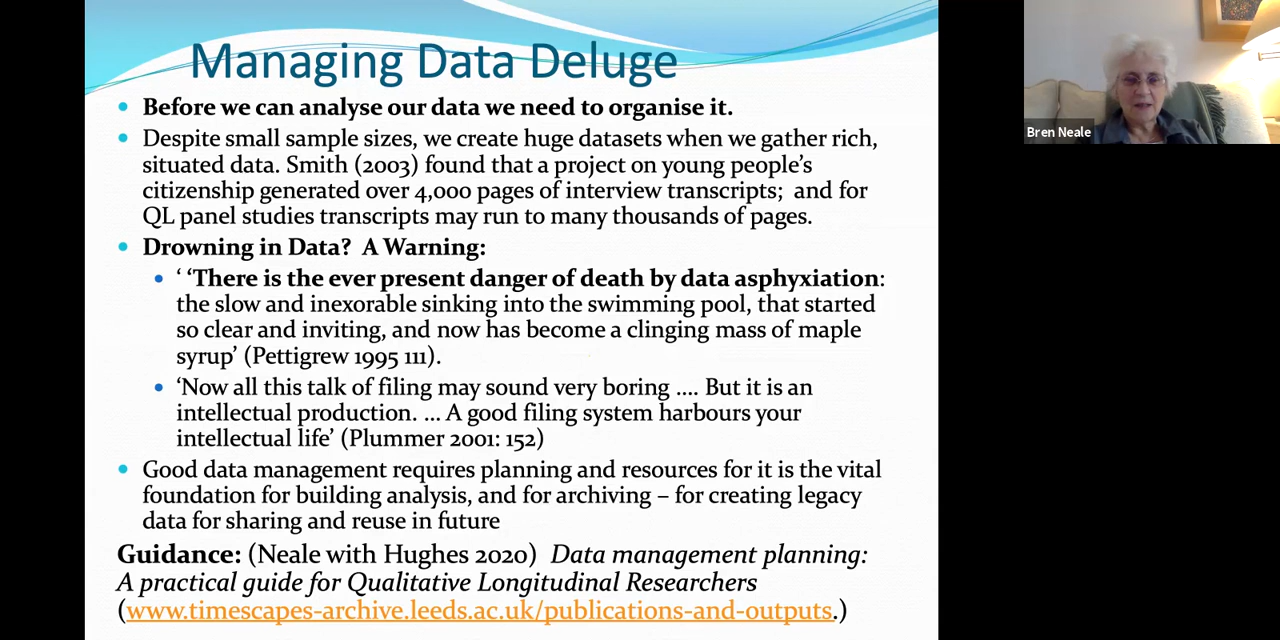 Managing Data Deluge
• Before we can analyse our data we need to organise it.
• Despite small sample sizes, we create huge datasets when we gather rich,
situated data. Smith (2003) found that a project on young people's
citizenship generated over 4,000 pages of interview transcripts; and for
QL panel studies transcripts may run to many thousands of pages.
• Drowning in Data? A Warning:
• ‘ ‘There is the ever present danger of death by data asphyxiation:
the slow and inexorable sinking into the swimming pool, that started
so clear and inviting, and now has become a clinging mass of maple
syrup’ (Pettigrew 1995 111).
• ‘Now all this talk of filing may sound very boring .... But it is an
intellectual production. ... A good filing system harbours your
intellectual life’ (Plummer 2001: 152)
• Good data management requires planning and resources for it is the vital
foundation for building analysis, and for archiving – for creating legacy
data for sharing and reuse in future
Guidance: (Neale with Hughes 2020) Data management planning:
A practical guide for Qualitative Longitudinal Researchers
(www.timescapes-archive.leeds.ac.uk/publications-and-outputs.)
Bren Neale